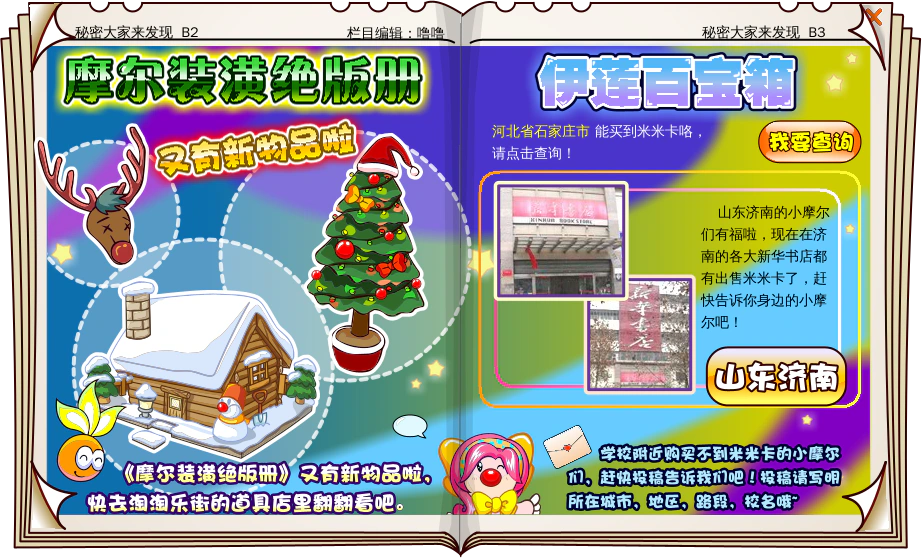 秘密大家来发现 B2
栏目编辑：噜噜
摩尔装潢绝版册
又有新物品啦
《摩尔装潢绝版册》又有新物品啦，
快去淘淘乐街的道具店里翻翻看吧。
秘密大家来发现 B3
伊莲百宝箱
河北省石家庄市 能买到米米卡咯，
请点击查询！
我要查询
XINHUA BOOK STORE
新华书店
山东济南的小摩尔
们有福啦，现在在济
南的各大新华书店都
有出售米米卡了，赶
快告诉你身边的小摩
尔吧！
山东济南
学校附近购买不到米米卡的小摩尔
们，赶快投稿告诉我们吧！投稿请写明
所在城市，地区，路段，校名哦~